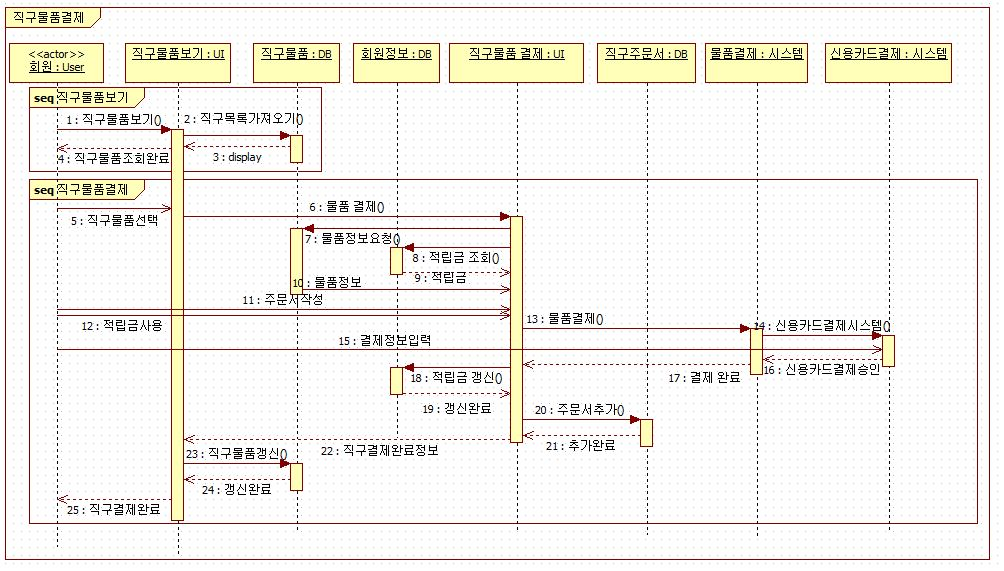 직구물품결제
<<actor>>
회원 : User
직구물품보기 : UI
직구물품 : DB
회원정보 : DB
직구물품 결제 : UI
직구주문서 : DB
물품결제 : 시스템
신용카드결제 : 시스템
seq 직구물품보기
1 : 직구물품보기()
2 : 직구목록가져오기()
3 : display
4 : 직구물품조회완료
seq 직구물품결제
5 : 직구물품선택
6 : 물품 결제()
7 : 물품정보요청()
8 : 적립금 조회()
9 : 적립금
10 : 물품정보
11 : 주문서작성
12 : 적립금사용
13 : 물품결제()
14 : 신용카드결제시스템()
15 : 결제정보입력
16 : 신용카드결제승인
17 : 결제 완료
18 : 적립금 갱신()
19 : 갱신완료
20 : 주문서추가()
21 : 추가완료
22 : 직구결제완료정보
23 : 직구물품갱신()
24 : 갱신완료
25 : 직구결제완료